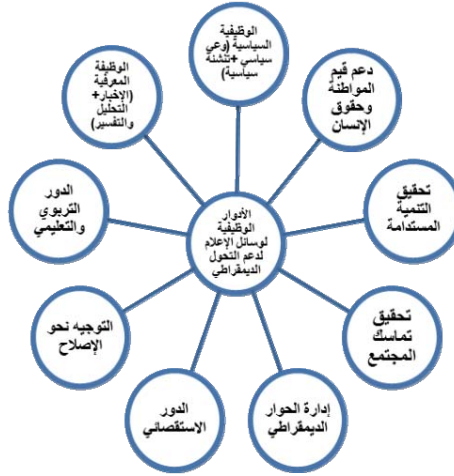 الوظيفية
السياسية (وعي
سياسي +تنشئة
سياسية)
دعم قيم
المواطنة
وحقوق
الإنسان
تحقيق
التنمية
المستدامة
تحقيق
تماسك
المجتمع
إدارة الحوار
الديمقراطي
الدور
الاستقصائي
التوجيه نحو
الإصلاح
الدور
التربوي
والتعليمي
الوظيفة
المعرفية
(الإخبار+
التحليل
والتفسير)
الأدوار
الوظيفية
لوسائل الإعلام
لدعم التحول
الديمقراطي